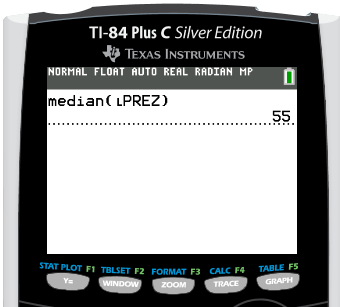 TI-84 Plus C Silver Edition
TEXAS INSTRUMENTS
NORMAL FLOAT AUTO REAL RADIAN MP
median(ʟPREZ)
55
STAT PLOT F1 TBLSET F2 FORMAT F3 CALC F4 TABLE F5
Y= WINDOW ZOOM TRACE GRAPH